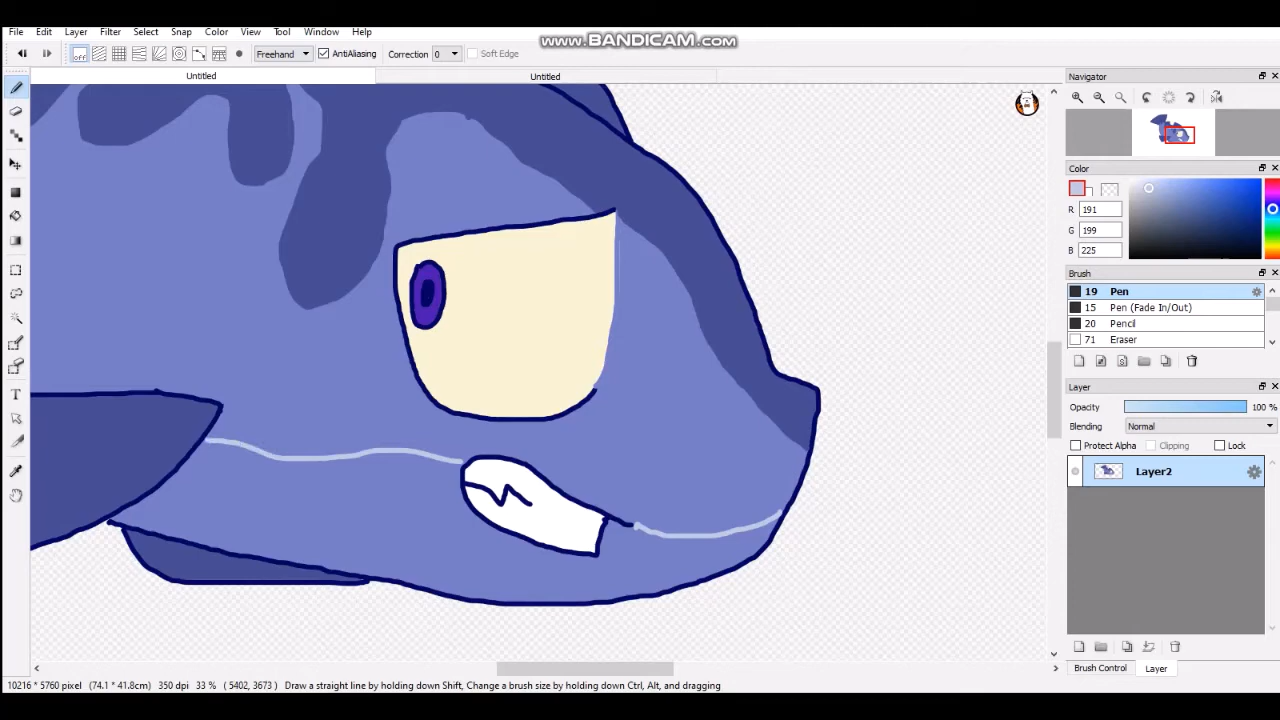 www.BANDICAM.com
File Edit Layer Filter Select Snap Color View Tool Window Help
off Freehand AntiAliasing Correction 0 Soft Edge
Untitled Untitled
Navigator
Color
R 191
G 199
B 225
Brush
19 Pen
15 Pen (Fade In/Out)
20 Pencil
71 Eraser
Layer
Opacity 100 %
Blending Normal
Protect Alpha Clipping Lock
Layer2
T
Brush Control Layer
10216 * 5760 pixel (74.1 * 41.8cm) 350 dpi 33 % ( 5402, 3673 ) Draw a straight line by holding down Shift, Change a brush size by holding down Ctrl, Alt, and dragging